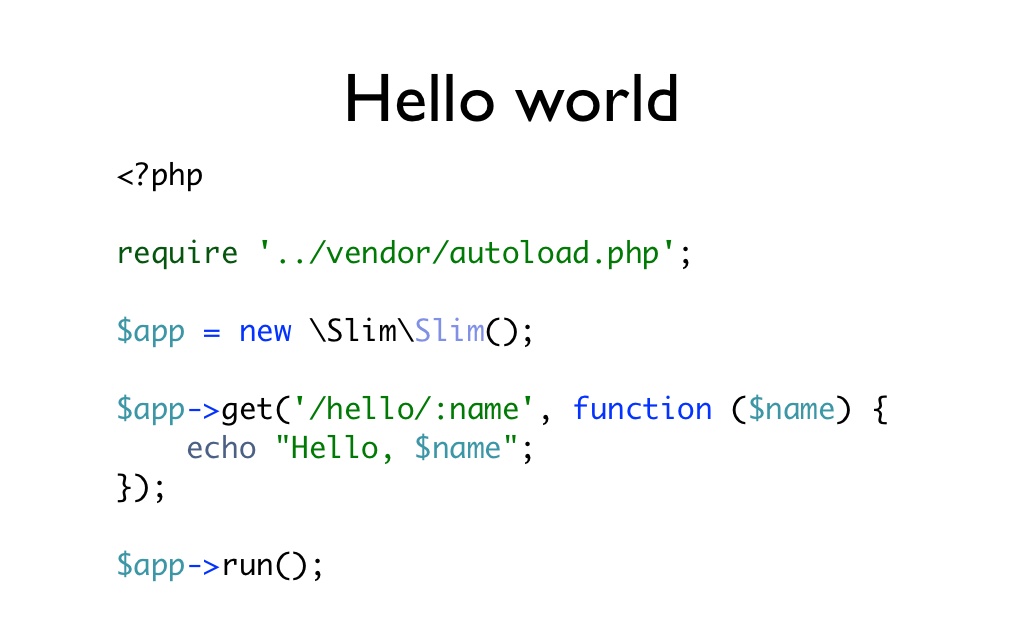 Hello world
<?php
require '../vendor/autoload.php';
$app = new \Slim\Slim();
$app->get('/hello/:name', function ($name) {
    echo "Hello, $name";
});
$app->run();